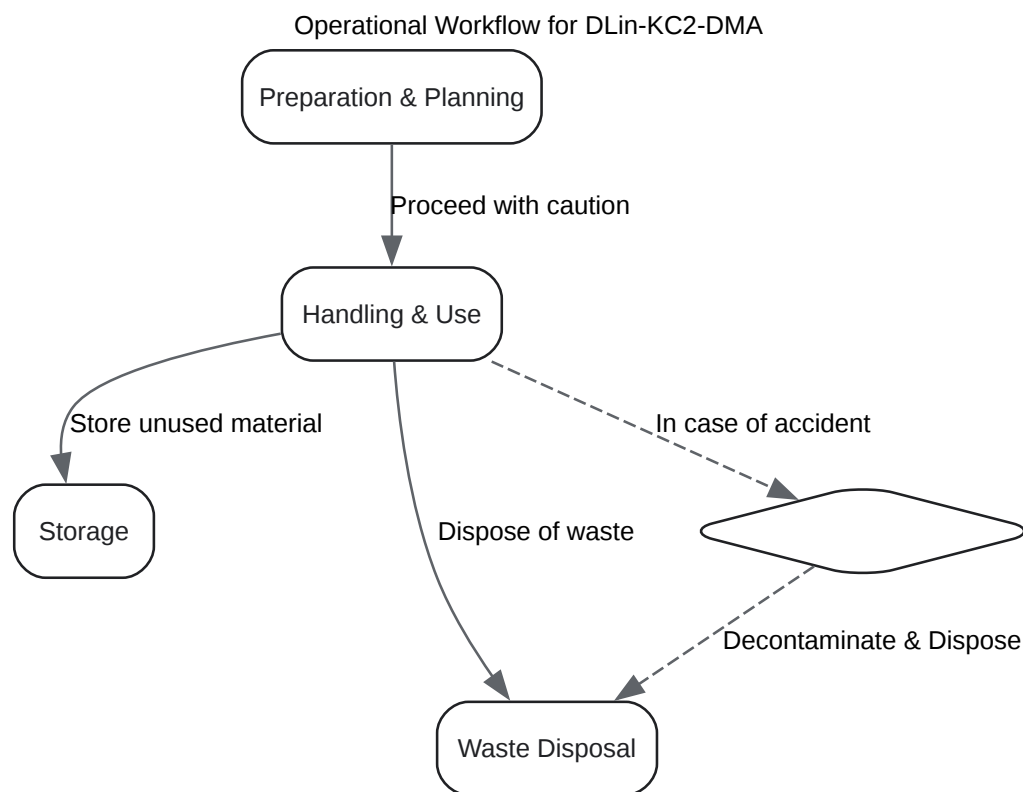 Operational Workflow for DLin-KC2-DMA
Preparation & Planning
Proceed with caution
Handling & Use
Store unused material
In case of accident
Storage
Dispose of waste
Decontaminate & Dispose
Waste Disposal